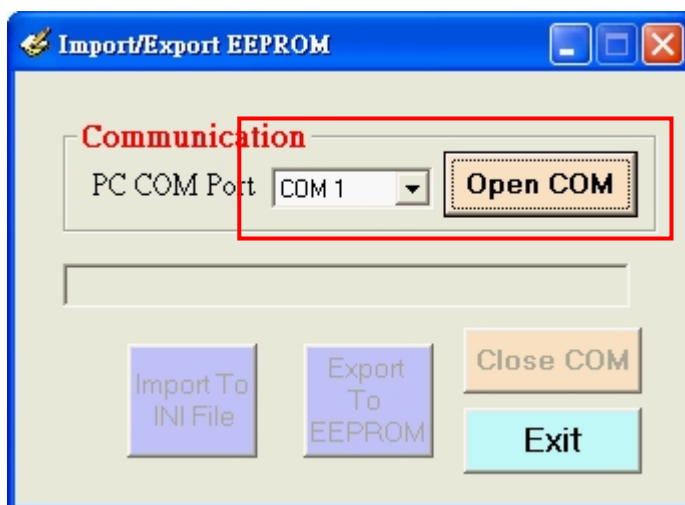 Import/Export EEPROM
Communication
PC COM Port COM 1 Open COM
Import To
INI File
Export
To
EEPROM
Close COM
Exit